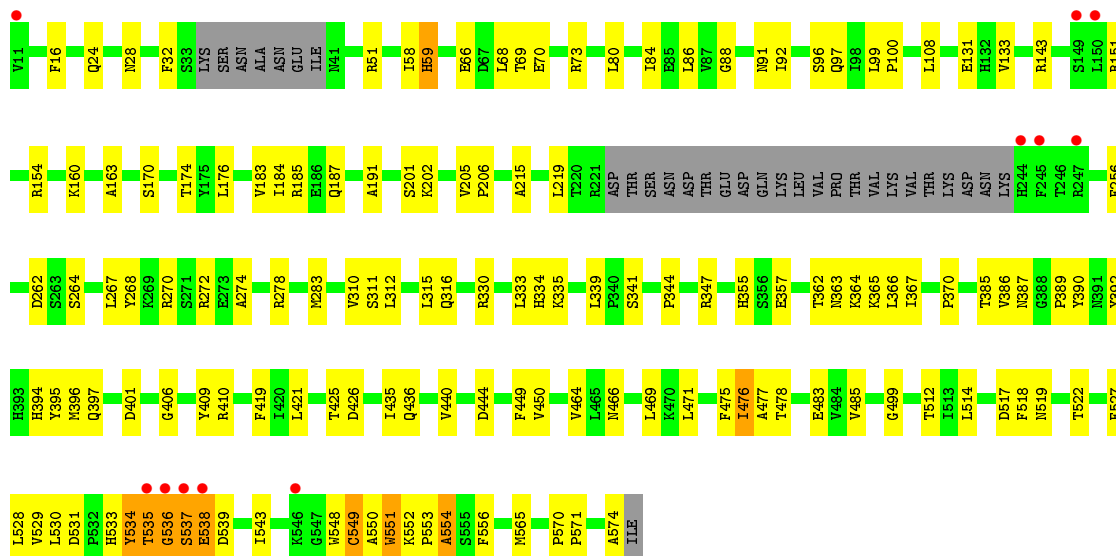 V11 F16 Q24 N28 F32 S33 LYS SER ASN ALA ASN GLU ILE N41 R51 I58 H59 E66 D67 L68 T69 E70 R73 L80 I84 E85 L86 V87 G88 N91 I92 S96 Q97 I98 L99 P100 L108 E131 H132 V133 R143 S149 L150 R151
R154 K160 A163 S170 T174 Y175 L176 V183 I184 R185 E186 Q187 A191 S201 K202 V205 P206 A215 L219 T220 R221 ASP THR SER ASN ASP THR GLU ASP GLN LYS LEU VAL PRO THR VAL LYS VAL THR LYS ASP ASN LYS H244 F245 T246 R247
D262 S263 S264 L267 Y268 K269 R270 S271 R272 E273 A274 R278 M283 V310 S311 L312 L315 Q316 R330 L333 H334 K335 L339 P340 S341 P344 R347 H355 S356 E357 T362 N363 K364 K365 L366 I367 P370 T385 V386 N387 G388 P389 Y390 N391 Y392
H393 H394 Y395 M396 Q397 D401 G406 Y409 R410 F419 I420 L421 T425 D426 I435 Q436 V440 D444 F449 V450 V464 L465 N466 L469 K470 L471 F475 I476 A477 T478 E483 V484 V485 G499 T512 I513 L514 D517 F518 N519 T522
L528 V529 L530 D531 P532 H533 Y534 T535 G536 S537 E538 D539 I543 K546 G547 W548 C549 A550 W551 K552 P553 A554 S555 F556 M565 P570 P571 A574 ILE